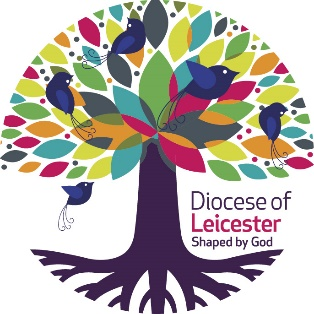 Diocese of
Leicester
Shaped by God